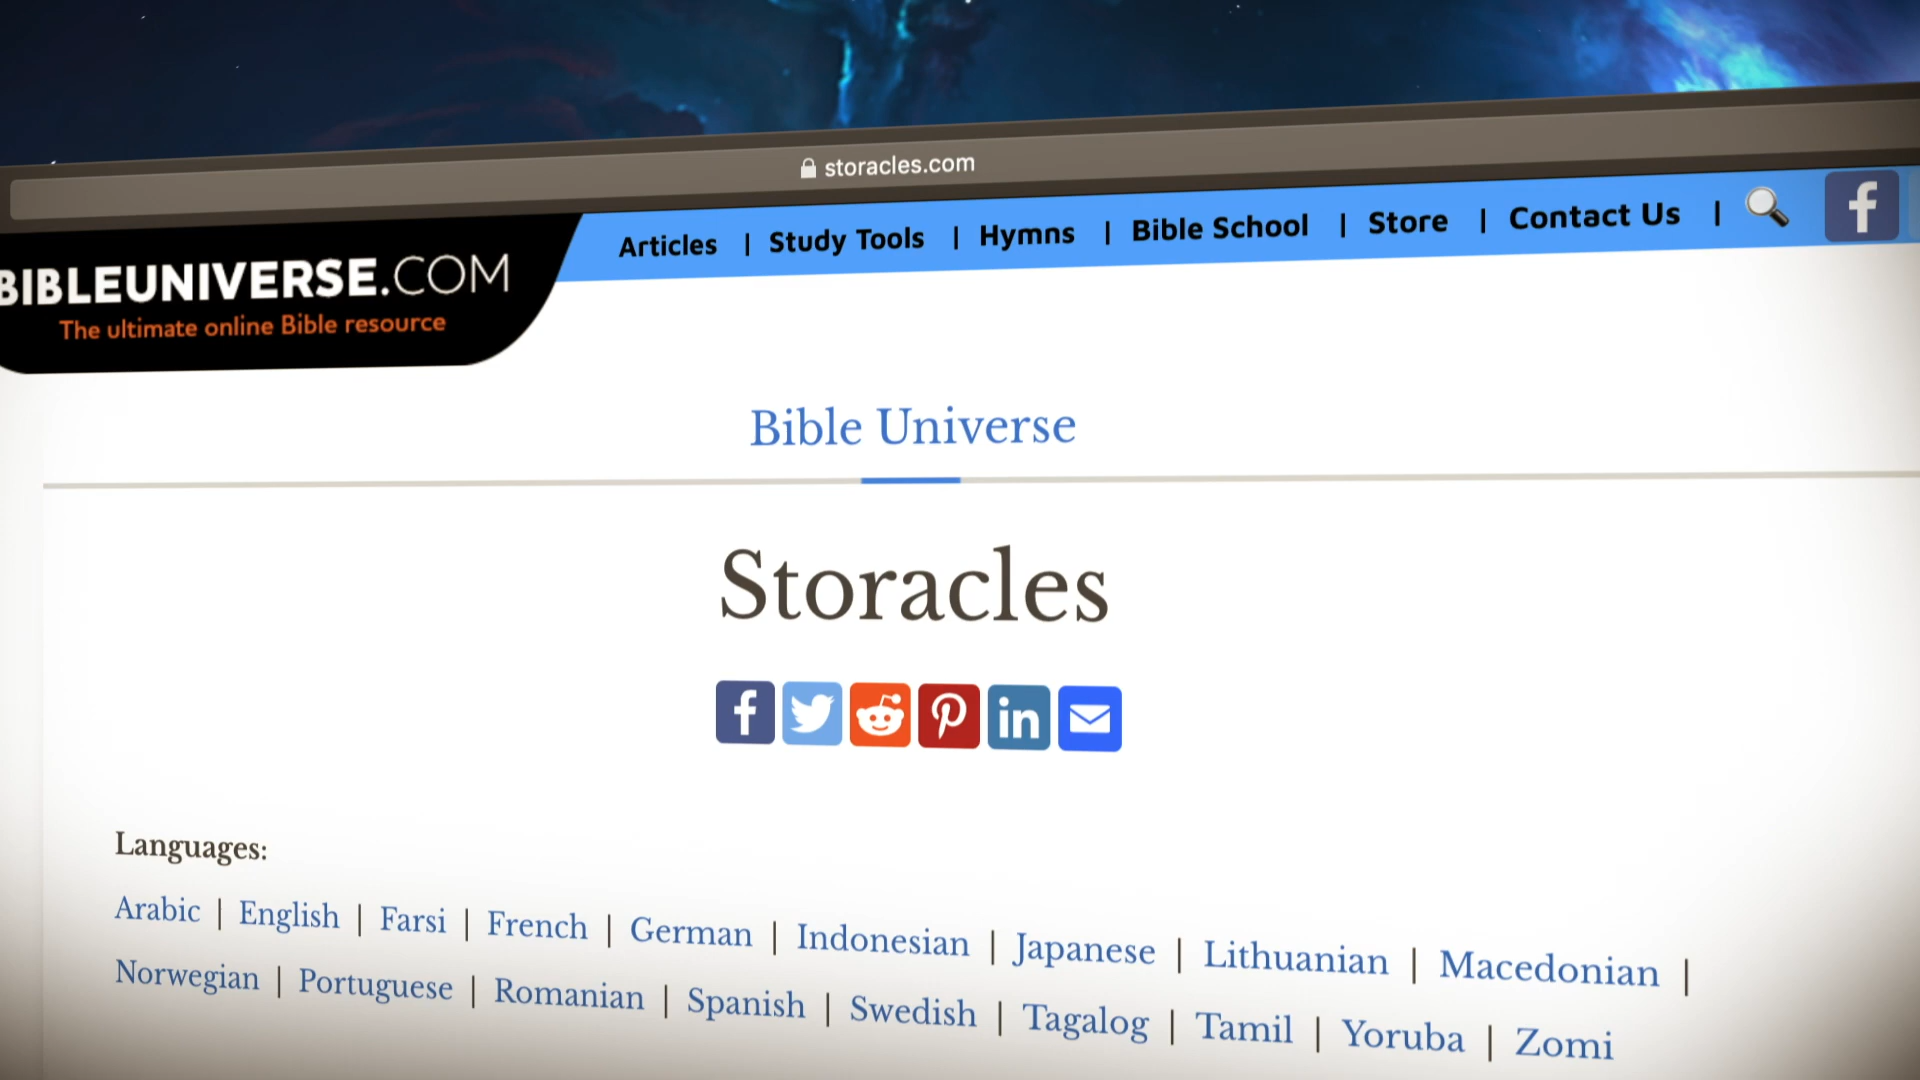 storacles.com
BIBLEUNIVERSE.COM
The ultimate online Bible resource
Articles | Study Tools | Hymns | Bible School | Store | Contact Us |
Bible Universe
Storacles
Languages:
Arabic | English | Farsi | French | German | Indonesian | Japanese | Lithuanian | Macedonian |
Norwegian | Portuguese | Romanian | Spanish | Swedish | Tagalog | Tamil | Yoruba | Zomi